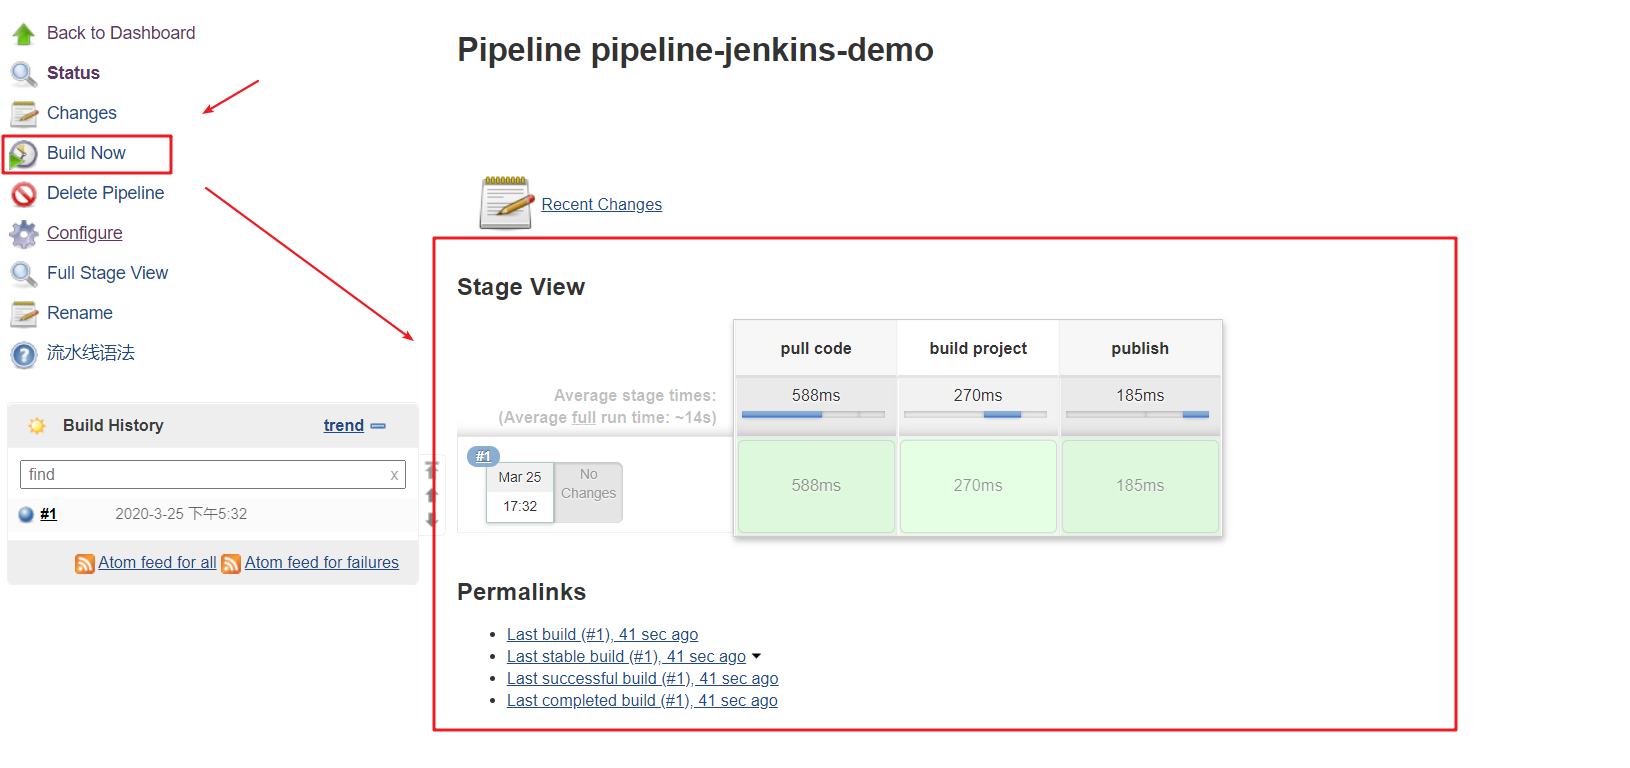 Back to Dashboard
Status
Changes
Build Now
Delete Pipeline
Configure
Full Stage View
Rename
流水线语法
Build History
trend
find
x
#1
2020-3-25 下午5:32
Atom feed for all
Atom feed for failures
Pipeline pipeline-jenkins-demo
Recent Changes
Stage View
pull code
build project
publish
Average stage times:
(Average full run time: ~14s)
588ms
270ms
185ms
#1
Mar 25
17:32
No
Changes
588ms
270ms
185ms
Permalinks
Last build (#1), 41 sec ago
Last stable build (#1), 41 sec ago
Last successful build (#1), 41 sec ago
Last completed build (#1), 41 sec ago